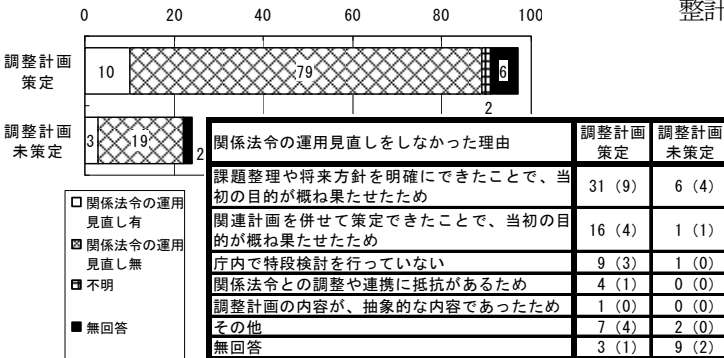 整計
0 20 40 60 80 100
調整計画
策定
10 79 6
2
調整計画
未策定
3 19 2
□関係法令の運用
見直し有
関係法令の運用
見直し無
不明
■無回答
関係法令の運用見直しをしなかった理由 調整計画 策定 調整計画 未策定
課題整理や将来方針を明確にできたことで、当
初の目的が概ね果たせたため 31 (9) 6 (4)
関連計画を併せて策定できたことで、当初の目
的が概ね果たせたため 16 (4) 1 (1)
庁内で特段検討を行っていない 9 (3) 1 (0)
関係法令との調整や連携に抵抗があるため 4 (1) 0 (0)
調整計画の内容が、抽象的な内容であったため 1 (0) 0 (0)
その他 7 (4) 2 (0)
無回答 3 (1) 9 (2)